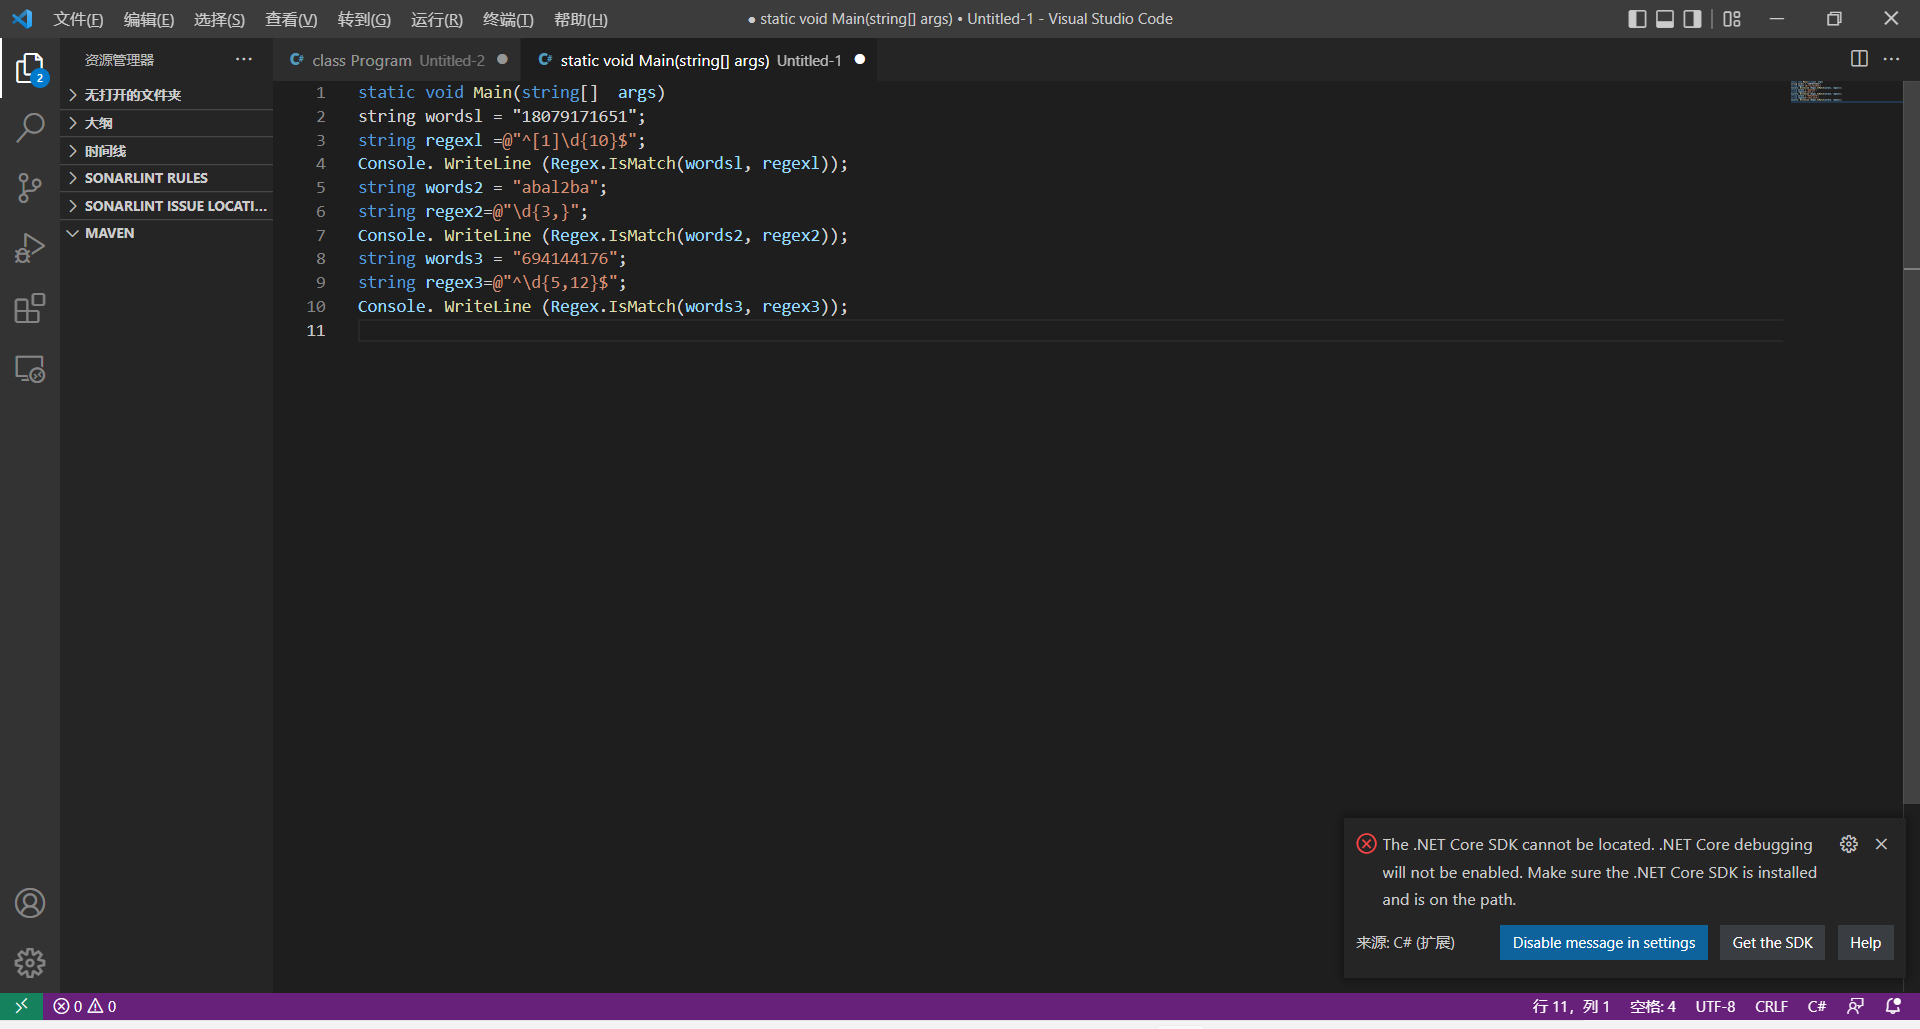 文件(F) 编辑(E) 选择(S) 查看(V) 转到(G) 运行(R) 终端(T) 帮助(H) ● static void Main(string[] args) • Untitled-1 - Visual Studio Code
资源管理器 ···
2
无打开的文件夹
大纲
时间线
SONARLINT RULES
SONARLINT ISSUE LOCATI...
MAVEN
C# class Program Untitled-2 ● C# static void Main(string[] args) Untitled-1 ●
1 static void Main(string[]  args)
2 string wordsl = "18079171651";
3 string regexl =@"^[1]\d{10}$";
4 Console. WriteLine (Regex.IsMatch(wordsl, regexl));
5 string words2 = "abal2ba";
6 string regex2=@"\d{3,}";
7 Console. WriteLine (Regex.IsMatch(words2, regex2));
8 string words3 = "694144176";
9 string regex3=@"^\d{5,12}$";
10 Console. WriteLine (Regex.IsMatch(words3, regex3));
11
The .NET Core SDK cannot be located. .NET Core debugging
will not be enabled. Make sure the .NET Core SDK is installed
and is on the path.
来源: C# (扩展) Disable message in settings Get the SDK Help
0 0 行 11，列 1 空格: 4 UTF-8 CRLF C#